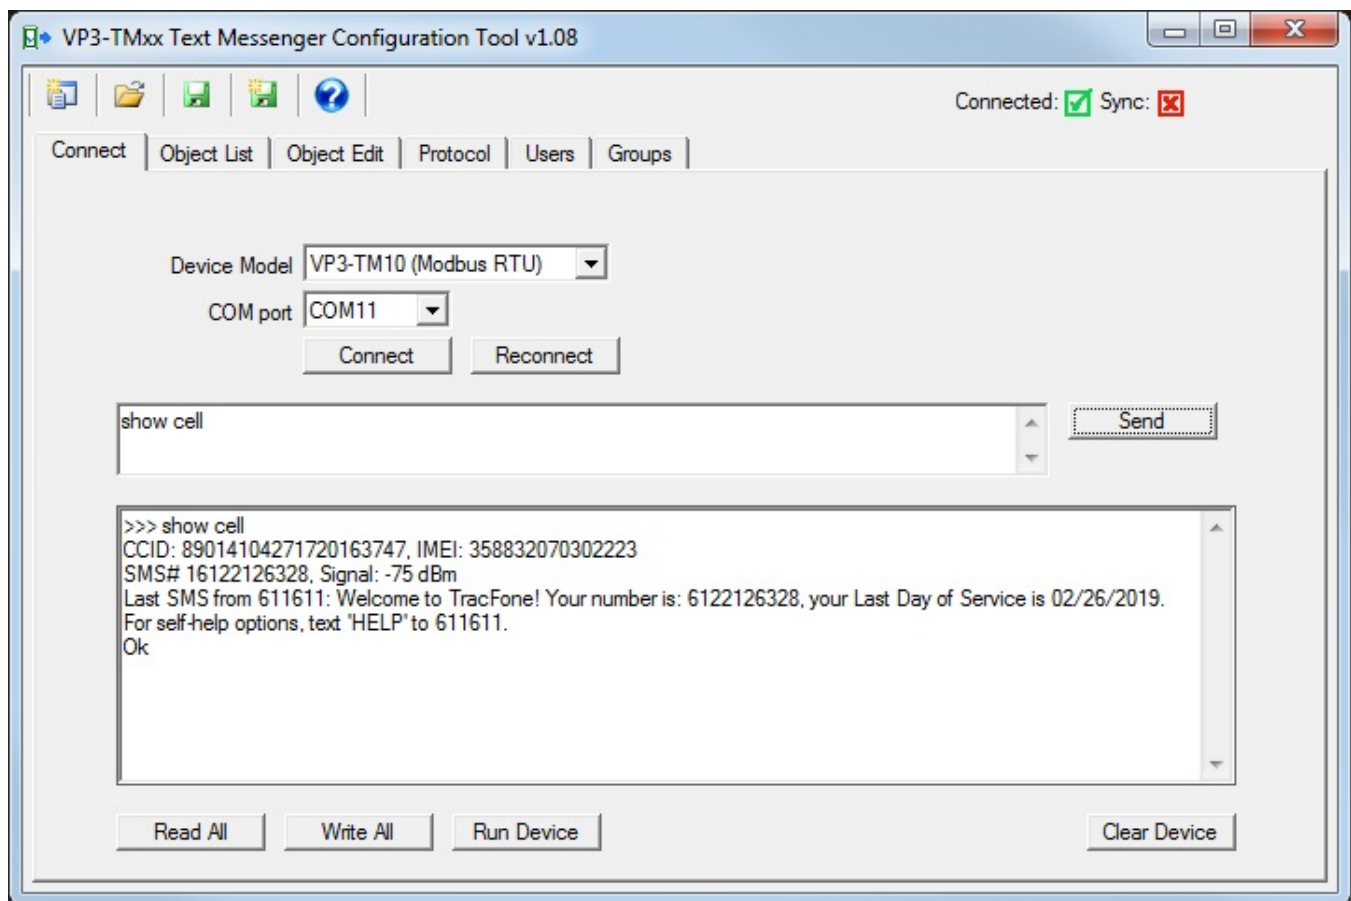 VP3-TMxx Text Messenger Configuration Tool v1.08
Connected: Sync:
Connect Object List Object Edit Protocol Users Groups
Device Model VP3-TM10 (Modbus RTU)
COM port COM11
Connect Reconnect
show cell
Send
>>> show cell
CCID: 89014104271720163747, IMEI: 358832070302223
SMS# 16122126328, Signal: -75 dBm
Last SMS from 611611: Welcome to TracFone! Your number is: 6122126328, your Last Day of Service is 02/26/2019.
For self-help options, text "HELP" to 611611.
Ok
Read All Write All Run Device Clear Device